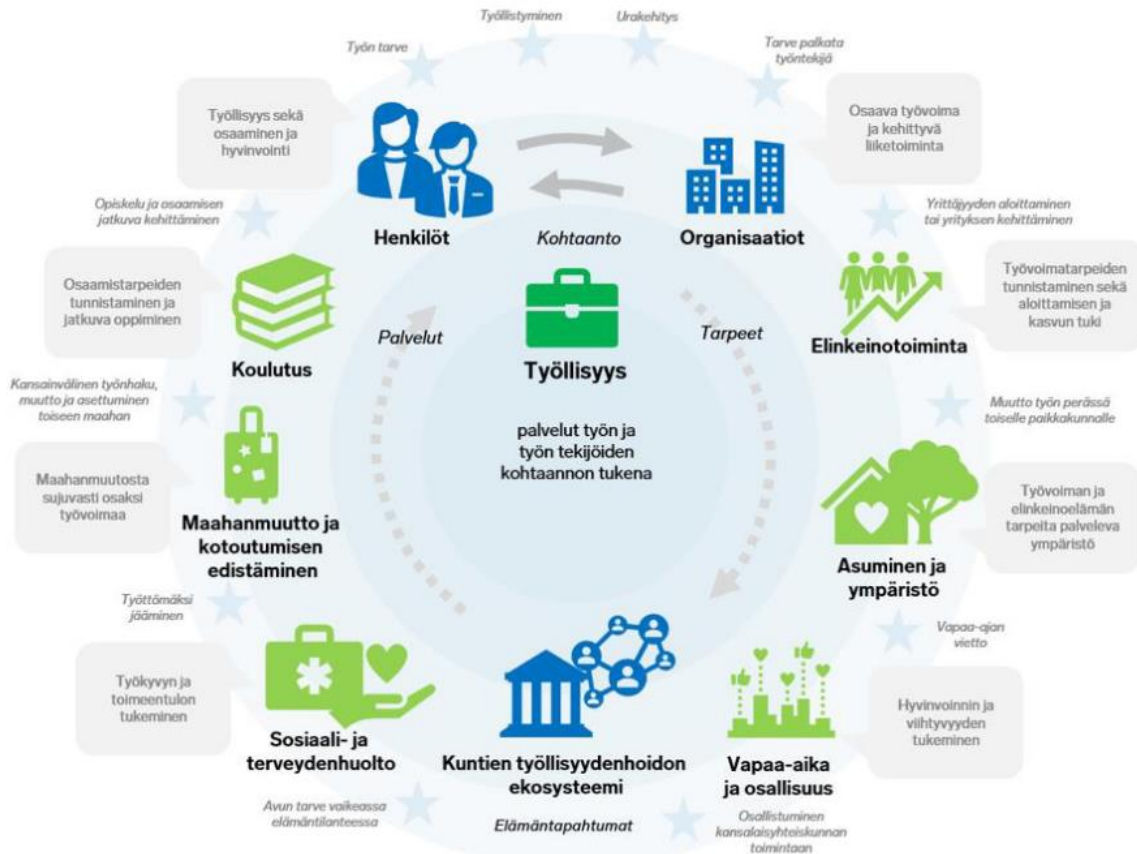 Työllistyminen
Urakehitys
Työn tarve
Tarve palkata
työntekijä
Työllisyys sekä
osaaminen ja
hyvinvointi
Osaava työvoima
ja kehittyvä
liiketoiminta
Opiskelu ja osaamisen
jatkuva kehittäminen
Henkilöt
Kohtaanto
Organisaatiot
Yrittäjyyden aloittaminen
tai yrityksen kehittäminen
Osaamistarpeiden
tunnistaminen ja
jatkuva oppiminen
Koulutus
Palvelut
Työllisyys
Tarpeet
Elinkeinotoiminta
Työvoimatarpeiden
tunnistaminen sekä
aloittamisen ja
kasvun tuki
Kansainvälinen työnhaku,
muutto ja asettuminen
toiseen maahan
palvelut työn ja
työn tekijöiden
kohtaannon tukena
Muutto työn perässä
toiselle paikkakunnalle
Maahanmuutosta
sujuvasti osaksi
työvoimaa
Maahanmuutto ja
kotoutumisen
edistäminen
Työvoiman ja
elinkeinoelämän
tarpeita palveleva
ympäristö
Asuminen ja
ympäristö
Työttömäksi
jääminen
Vapaa-ajan
vietto
Työkyvyn ja
toimeentulon
tukeminen
Sosiaali- ja
terveydenhuolto
Kuntien työllisyydenhoidon
ekosysteemi
Vapaa-aika
ja osallisuus
Hyvinvoinnin ja
viihtyvyyden
tukeminen
Avun tarve vaikeassa
elämäntilanteessa
Elämäntapahtumat
Osallistuminen
kansalaisyhteiskunnan
toimintaan